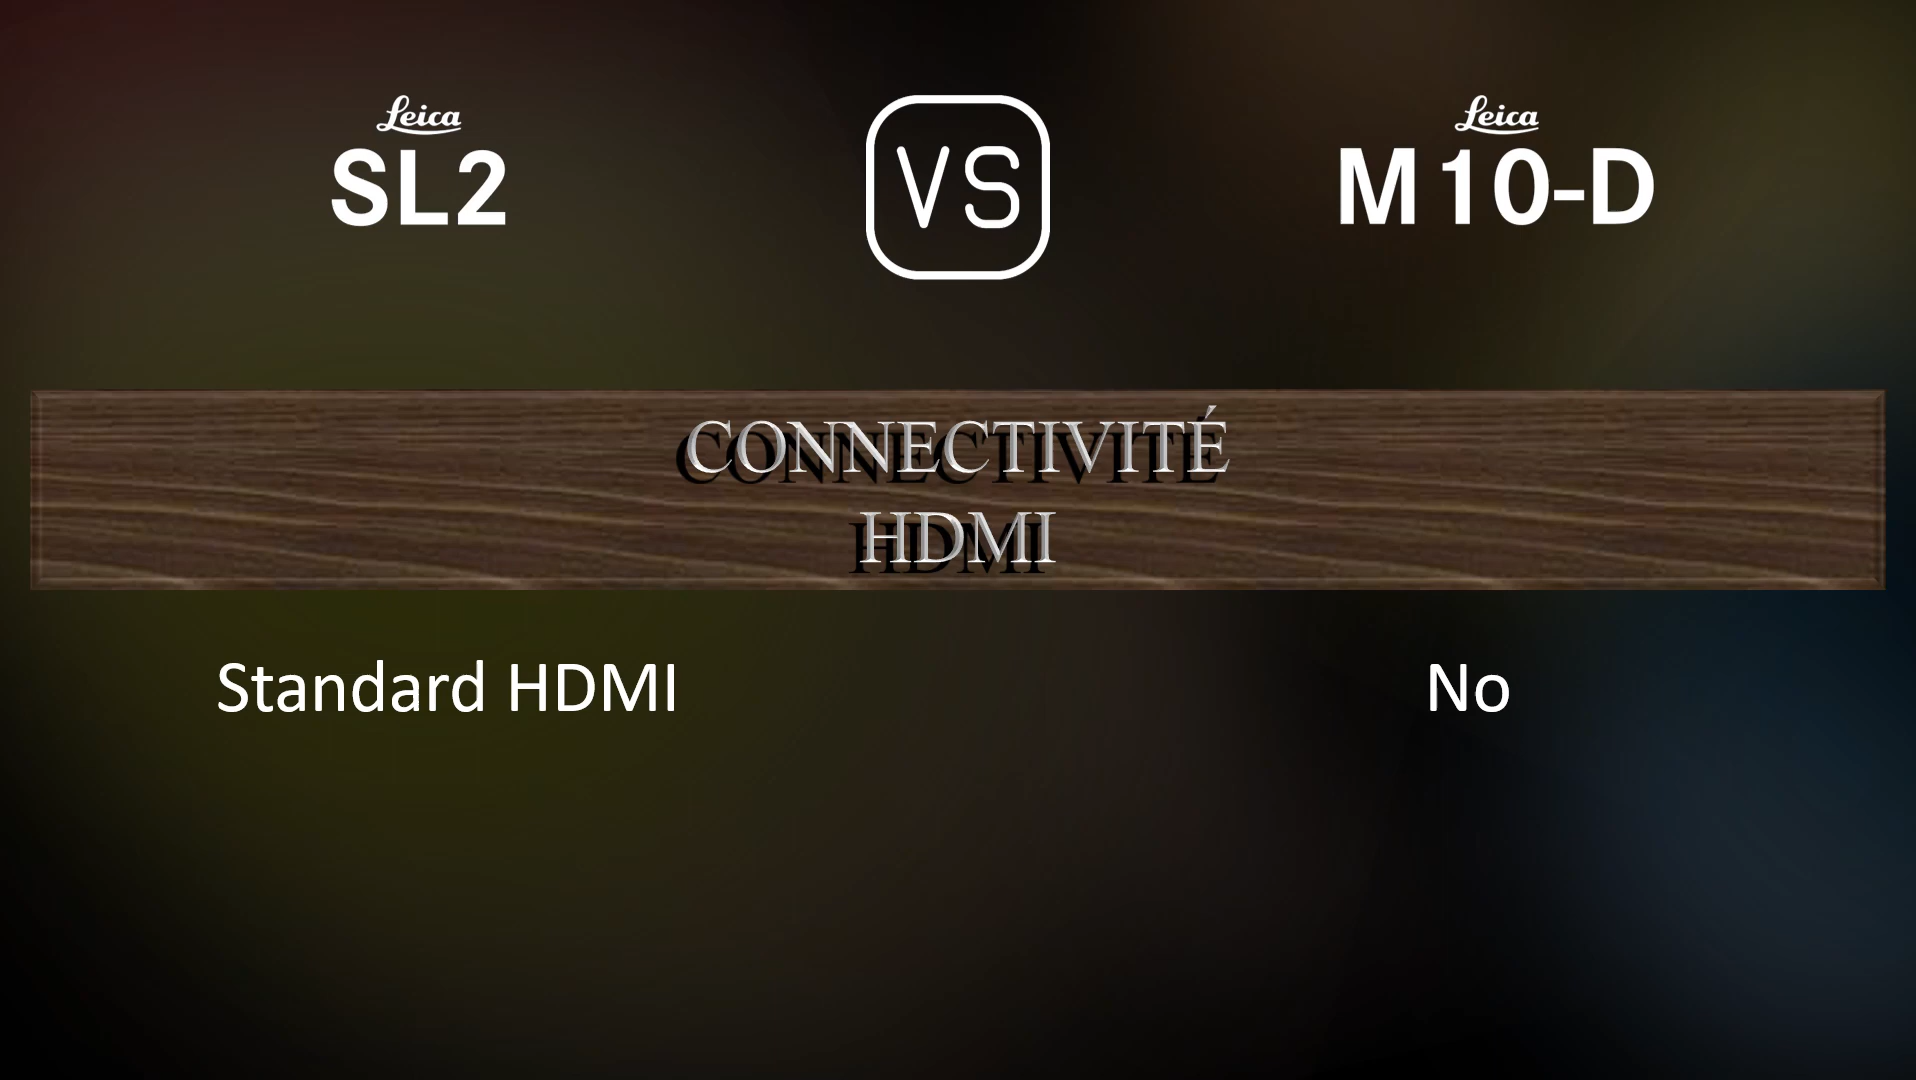 Leica
SL2
VS
Leica
M10-D
CONNECTIVITÉ
HDMI
Standard HDMI
No